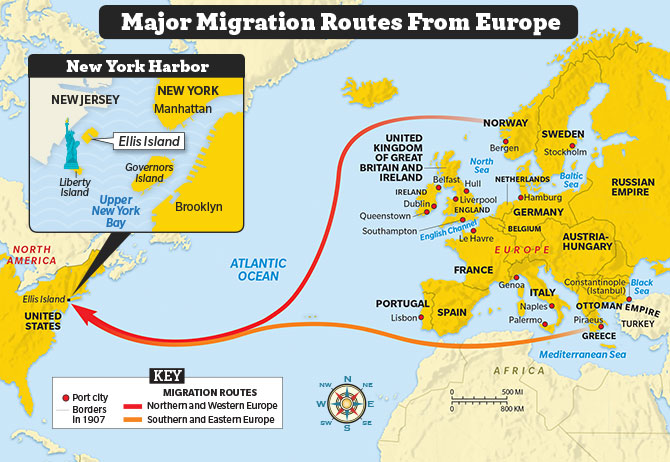 Major Migration Routes From Europe
New York Harbor
NEW JERSEY
NEW YORK
Manhattan
Ellis Island
Liberty
Island
Governors
Island
Upper
New York
Bay
Brooklyn
NORTH
AMERICA
Ellis Island
UNITED
STATES
ATLANTIC
OCEAN
NORWAY
Bergen
SWEDEN
Stockholm
UNITED
KINGDOM
OF GREAT
BRITAIN AND
IRELAND
North
Sea
Baltic
Sea
RUSSIAN
EMPIRE
NETHERLANDS
Belfast
Hull
IRELAND
Liverpool
Hamburg
Dublin
ENGLAND
GERMANY
Queenstown
BELGIUM
Southampton
English Channel
Le Havre
EUROPE
AUSTRIA-
HUNGARY
FRANCE
Genoa
Constantinople
(Istanbul)
Black
Sea
PORTUGAL
SPAIN
ITALY
Lisbon
Naples
Palermo
OTTOMAN EMPIRE
Piraeus
TURKEY
GREECE
Mediterranean Sea
AFRICA
KEY
Port city
Borders
in 1907
MIGRATION ROUTES
Northern and Western Europe
Southern and Eastern Europe
N
NW
NE
W
E
SW
SE
S
0
500 MI
0
800 KM